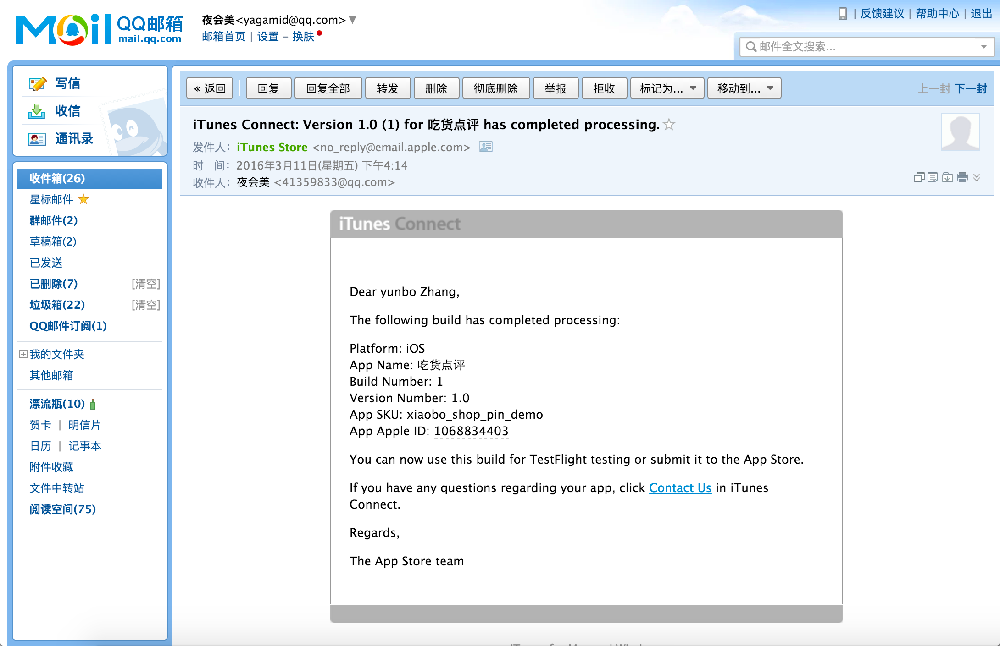 Mail QQ邮箱
mail.qq.com
夜会美<yagamid@qq.com>
邮箱首页 | 设置 - 换肤
| 反馈建议 | 帮助中心 | 退出
邮件全文搜索...
写信
收信
通讯录
收件箱(26)
星标邮件
群邮件(2)
草稿箱(2)
已发送
已删除(7) [清空]
垃圾箱(22) [清空]
QQ邮件订阅(1)
我的文件夹
其他邮箱
漂流瓶(10)
贺卡 | 明信片
日历 | 记事本
附件收藏
文件中转站
阅读空间(75)
« 返回 回复 回复全部 转发 删除 彻底删除 举报 拒收 标记为... 移动到... 上一封 下一封
iTunes Connect: Version 1.0 (1) for 吃货点评 has completed processing.
发件人： iTunes Store <no_reply@email.apple.com>
时 间： 2016年3月11日(星期五) 下午4:14
收件人： 夜会美 <41359833@qq.com>
iTunes Connect
Dear yunbo Zhang,
The following build has completed processing:
Platform: iOS
App Name: 吃货点评
Build Number: 1
Version Number: 1.0
App SKU: xiaobo_shop_pin_demo
App Apple ID: 1068834403
You can now use this build for TestFlight testing or submit it to the App Store.
If you have any questions regarding your app, click Contact Us in iTunes
Connect.
Regards,
The App Store team